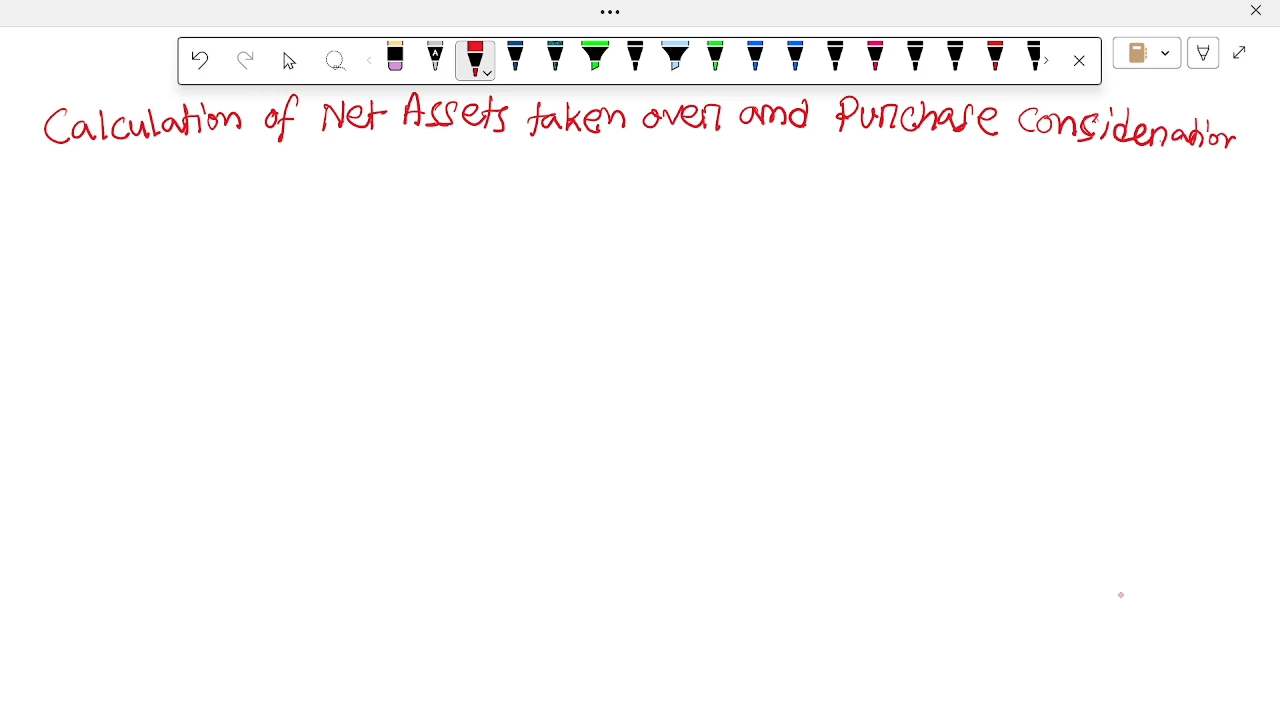 Calculation of Net Assets taken over and Purchase consideration